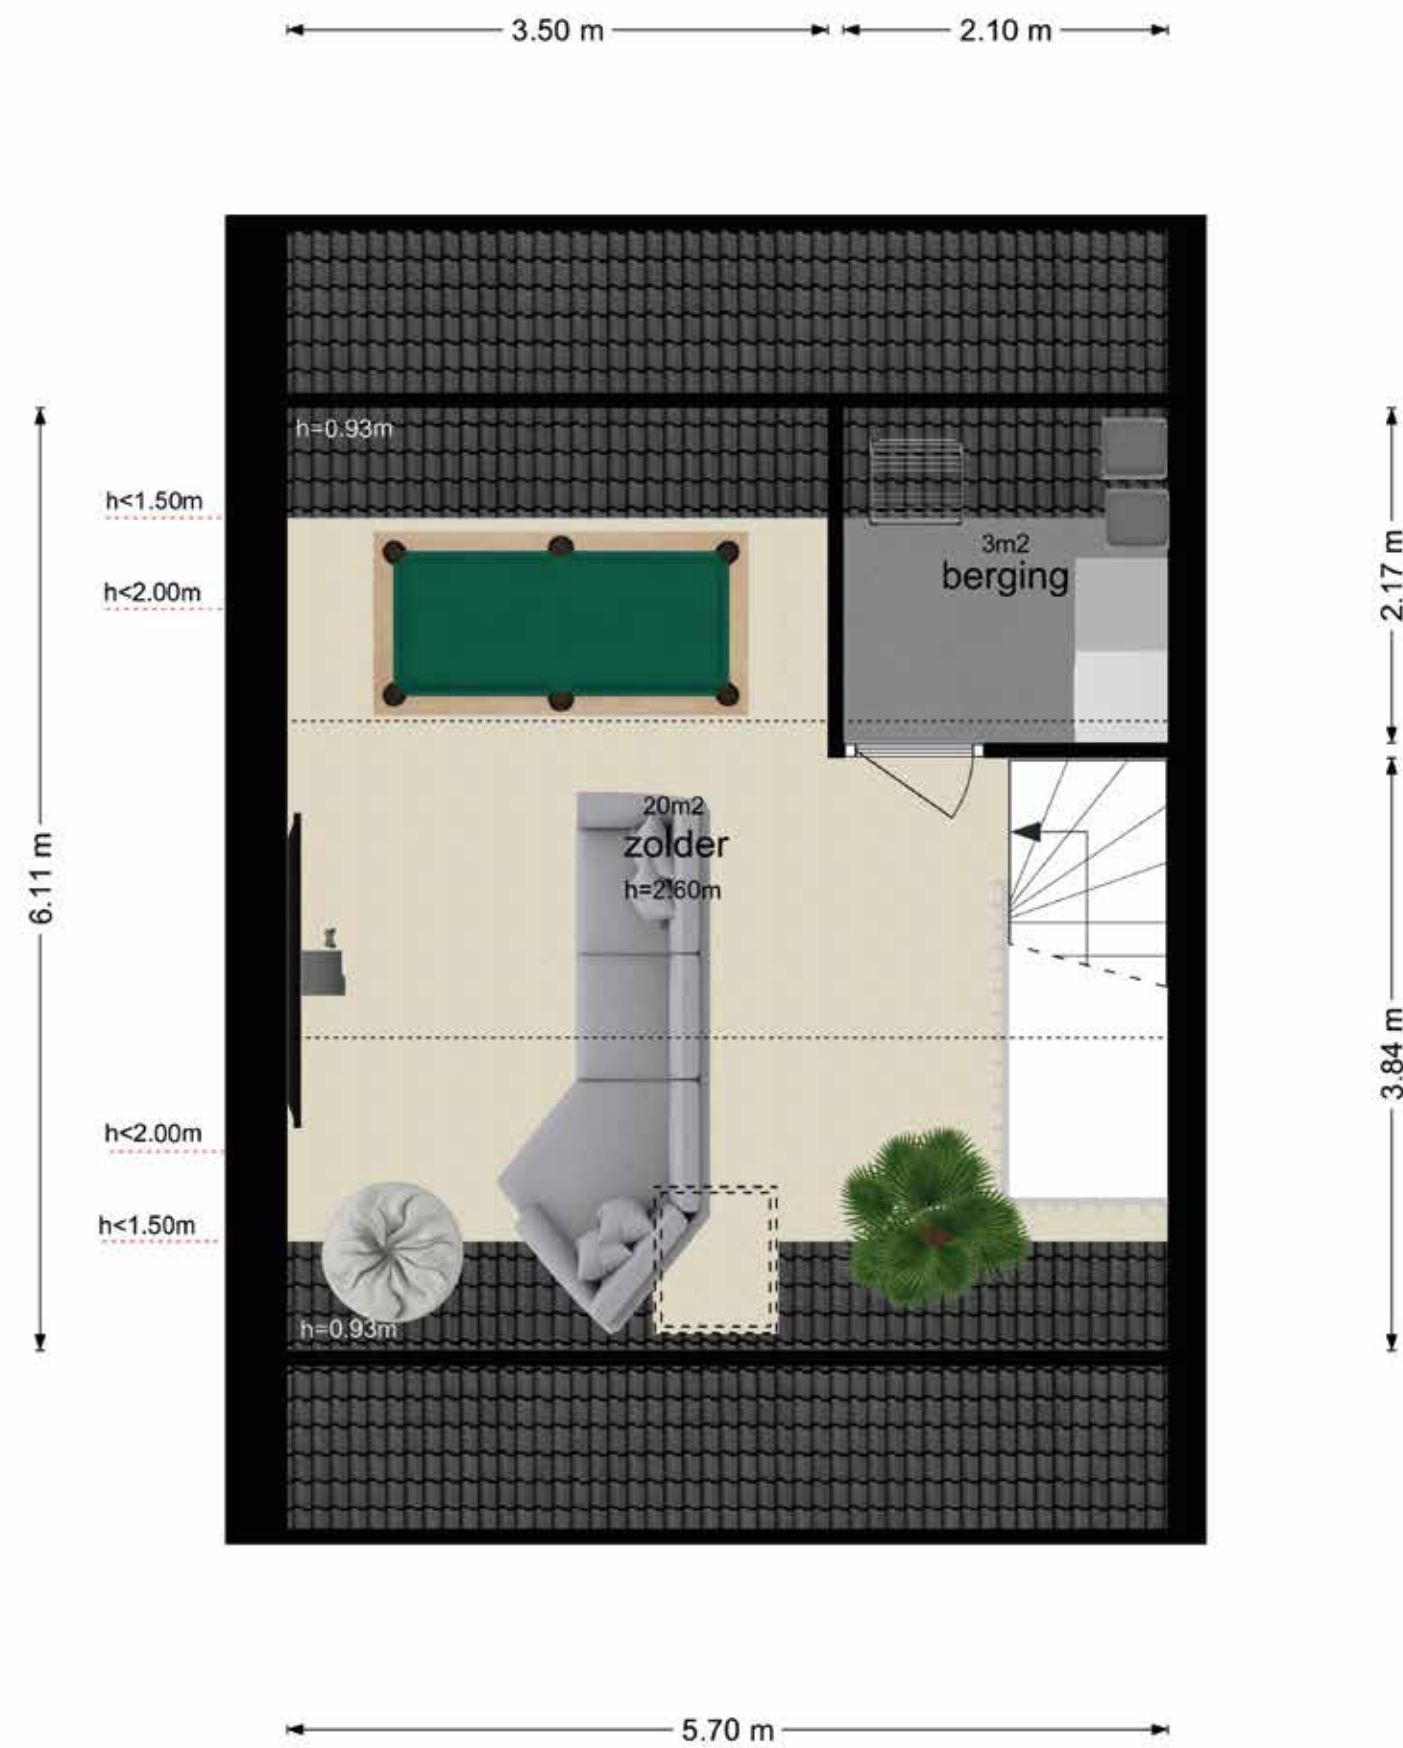 3.50 m
2.10 m
h=0.93m
h<1.50m
h<2.00m
3m2
berging
2.17 m
20m2
zolder
h=2.60m
6.11 m
3.84 m
h<2.00m
h<1.50m
h=0.93m
5.70 m